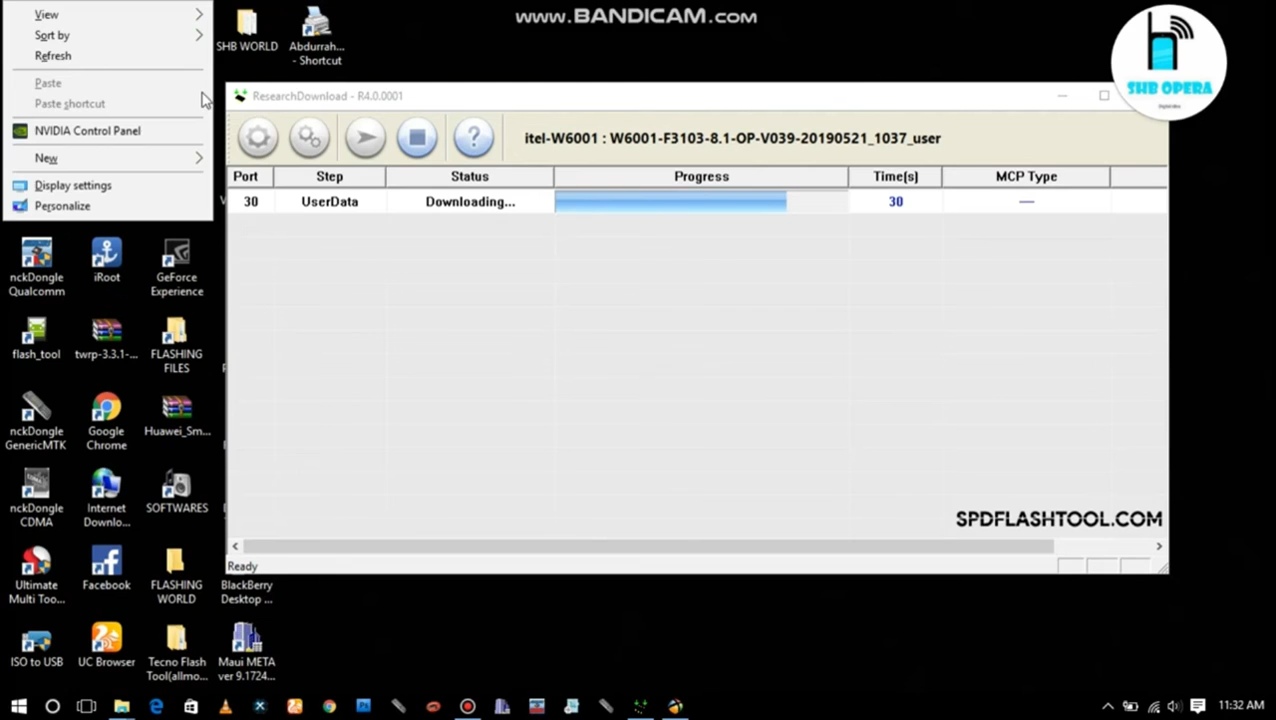 View
Sort by
Refresh
Paste
Paste shortcut
NVIDIA Control Panel
New
Display settings
Personalize
www.BANDICAM.com
SHB WORLD
Abdurrah...
- Shortcut
SHB OPERA
ResearchDownload - R4.0.0001
itel-W6001 : W6001-F3103-8.1-OP-V039-20190521_1037_user
Port Step Status Progress Time(s) MCP Type
30 UserData Downloading... 30 —
nckDongle
Qualcomm
iRoot
GeForce
Experience
flash_tool
twrp-3.3.1-...
FLASHING
FILES
nckDongle
GenericMTK
Google
Chrome
Huawei_Sm...
nckDongle
CDMA
Internet
Downlo...
SOFTWARES
SPDFLASHTOOL.COM
Ready
Ultimate
Multi Too...
Facebook
FLASHING
WORLD
BlackBerry
Desktop ...
ISO to USB
UC Browser
Tecno Flash
Tool(allmo...
Maui META
ver 9.1724...
11:32 AM